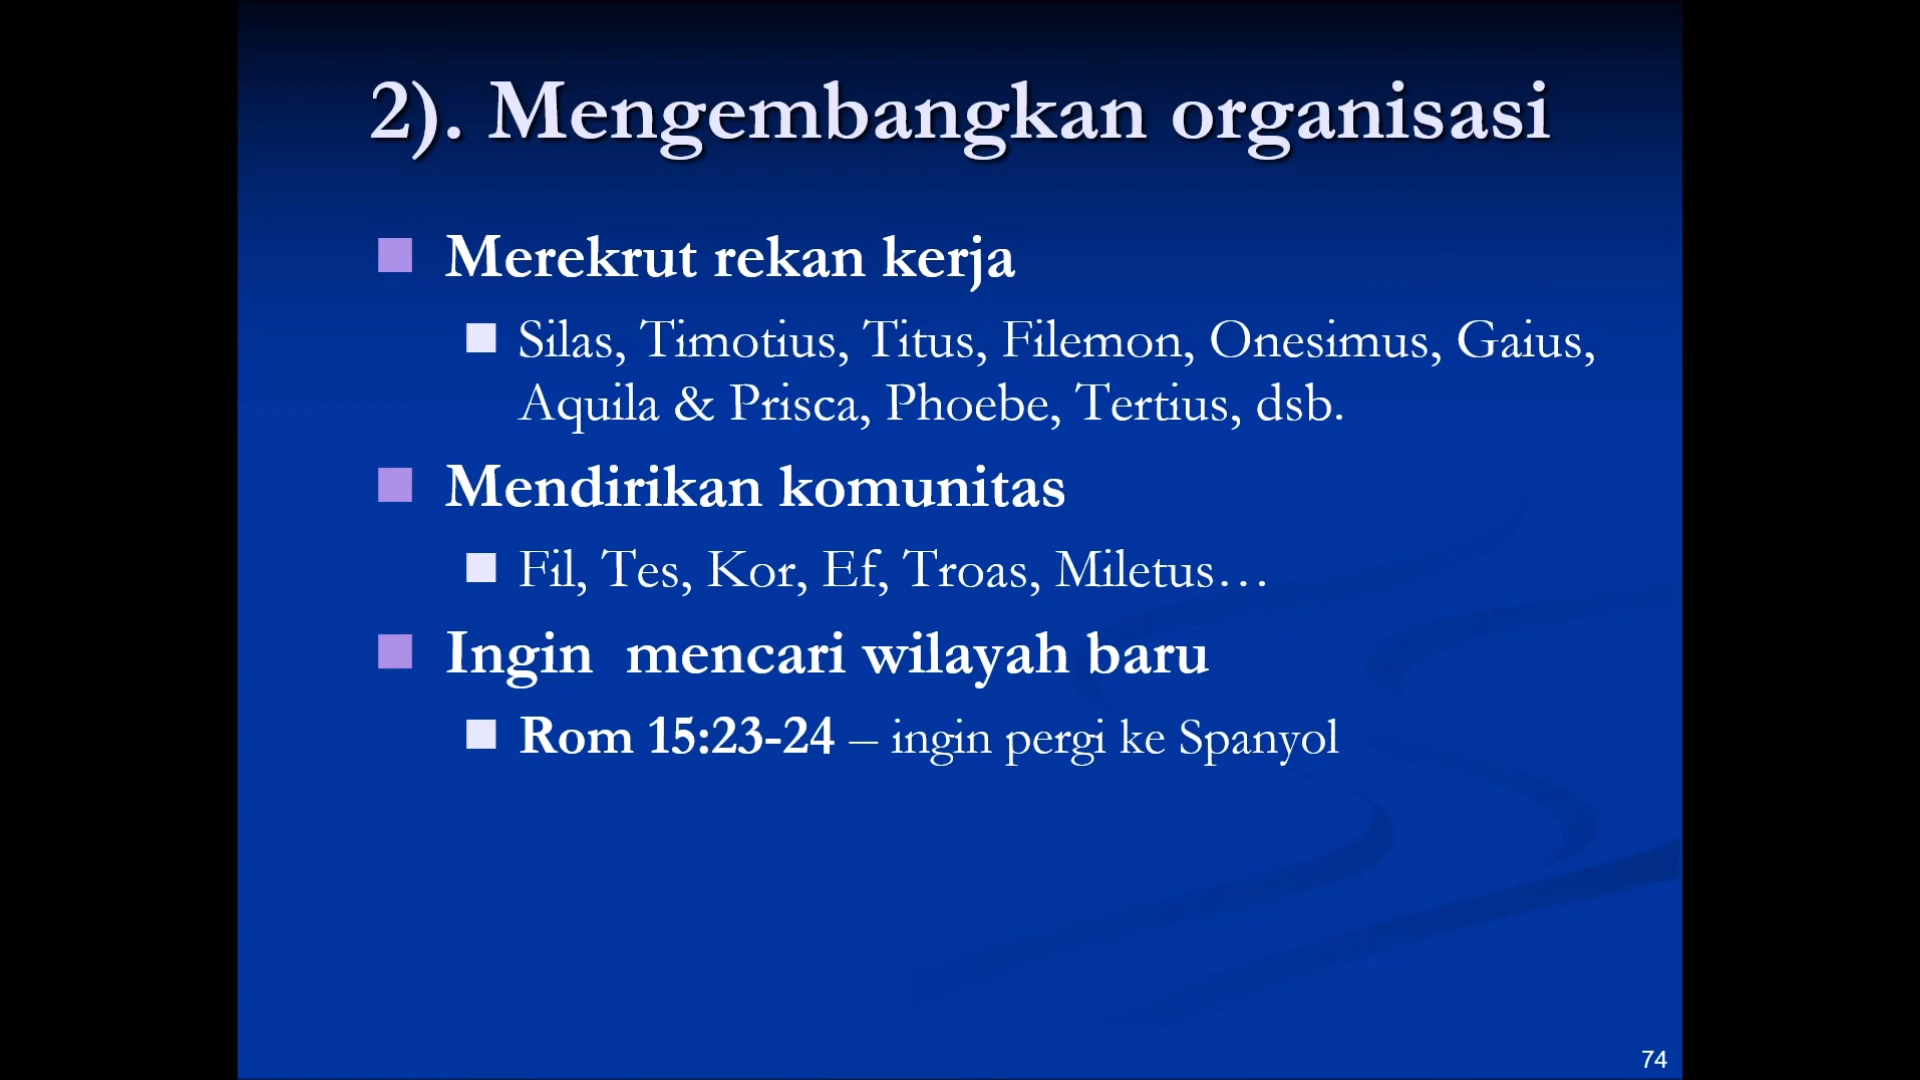 2). Mengembangkan organisasi
Merekrut rekan kerja
Silas, Timotius, Titus, Filemon, Onesimus, Gaius,
Aquila & Prisca, Phoebe, Tertius, dsb.
Mendirikan komunitas
Fil, Tes, Kor, Ef, Troas, Miletus…
Ingin  mencari wilayah baru
Rom 15:23-24 – ingin pergi ke Spanyol
74